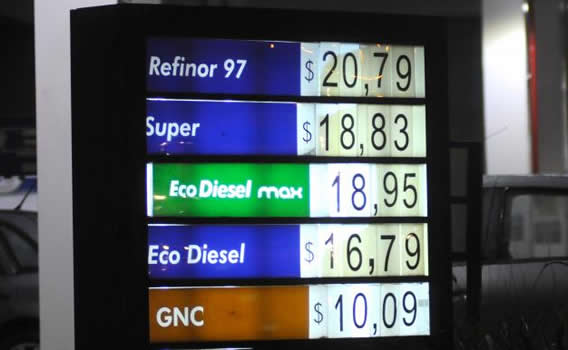 Refinor 97 $ 20,79
Super $ 18,83
Eco Diesel max 18,95
Eco Diesel $ 16,79
GNC $ 10,09